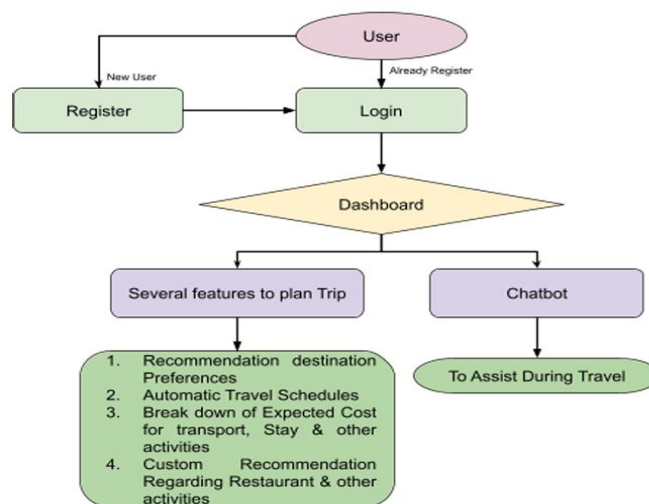 User
New User
Already Register
Register
Login
Dashboard
Several features to plan Trip
Chatbot
1. Recommendation destination
Preferences
2. Automatic Travel Schedules
3. Break down of Expected Cost
for transport, Stay & other
activities
4. Custom Recommendation
Regarding Restaurant & other
activities
To Assist During Travel